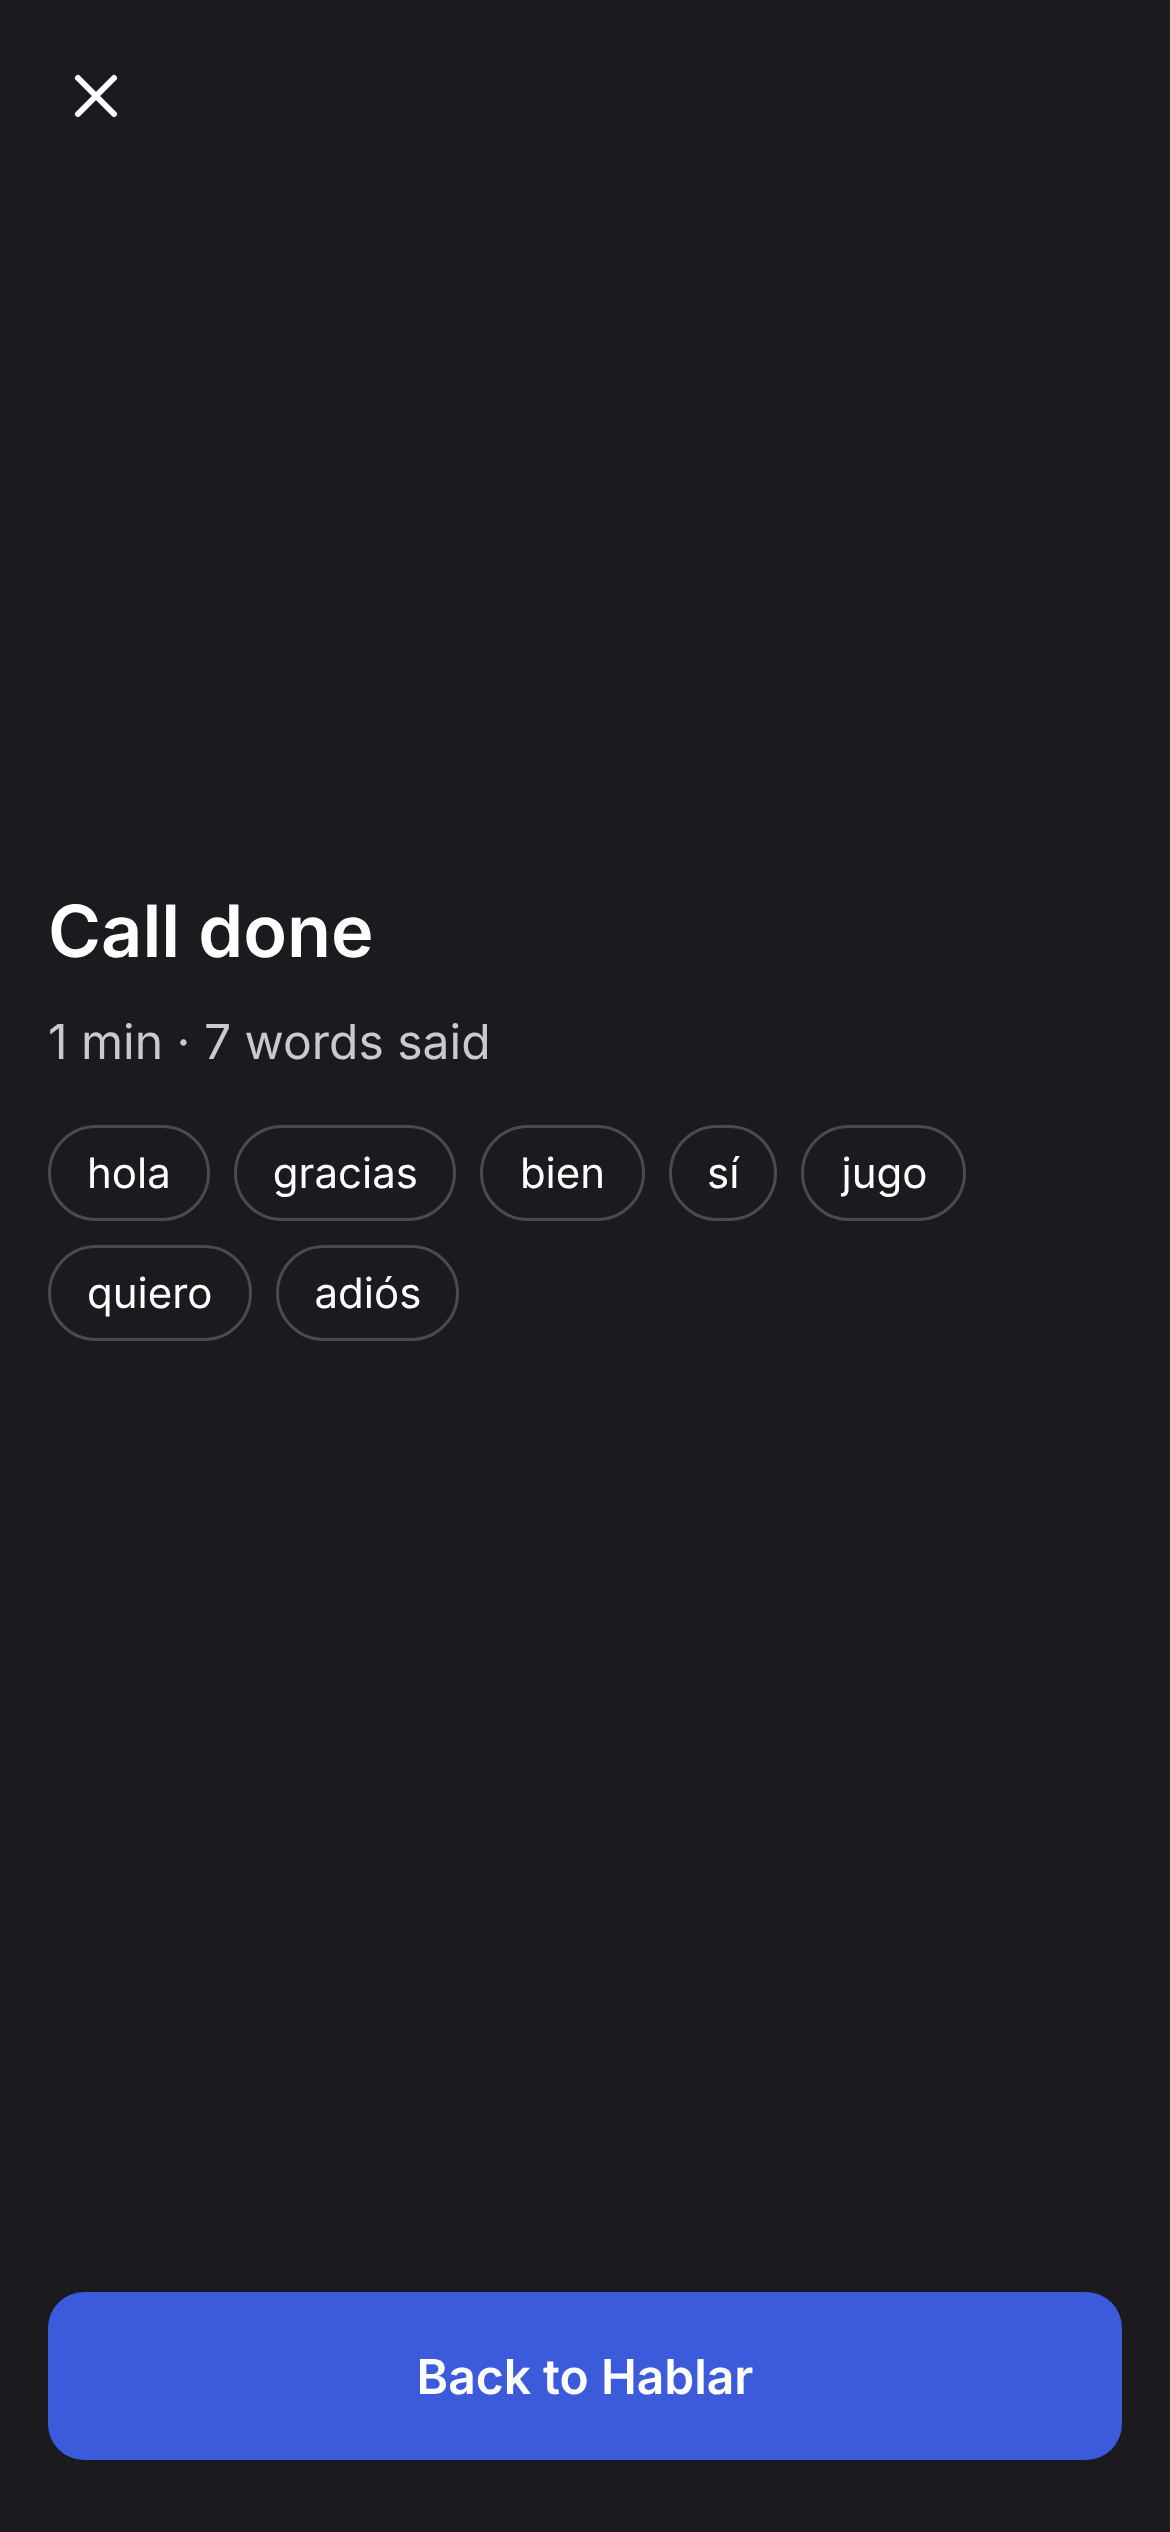 Call done
1 min · 7 words said
hola gracias bien sí jugo
quiero adiós
Back to Hablar